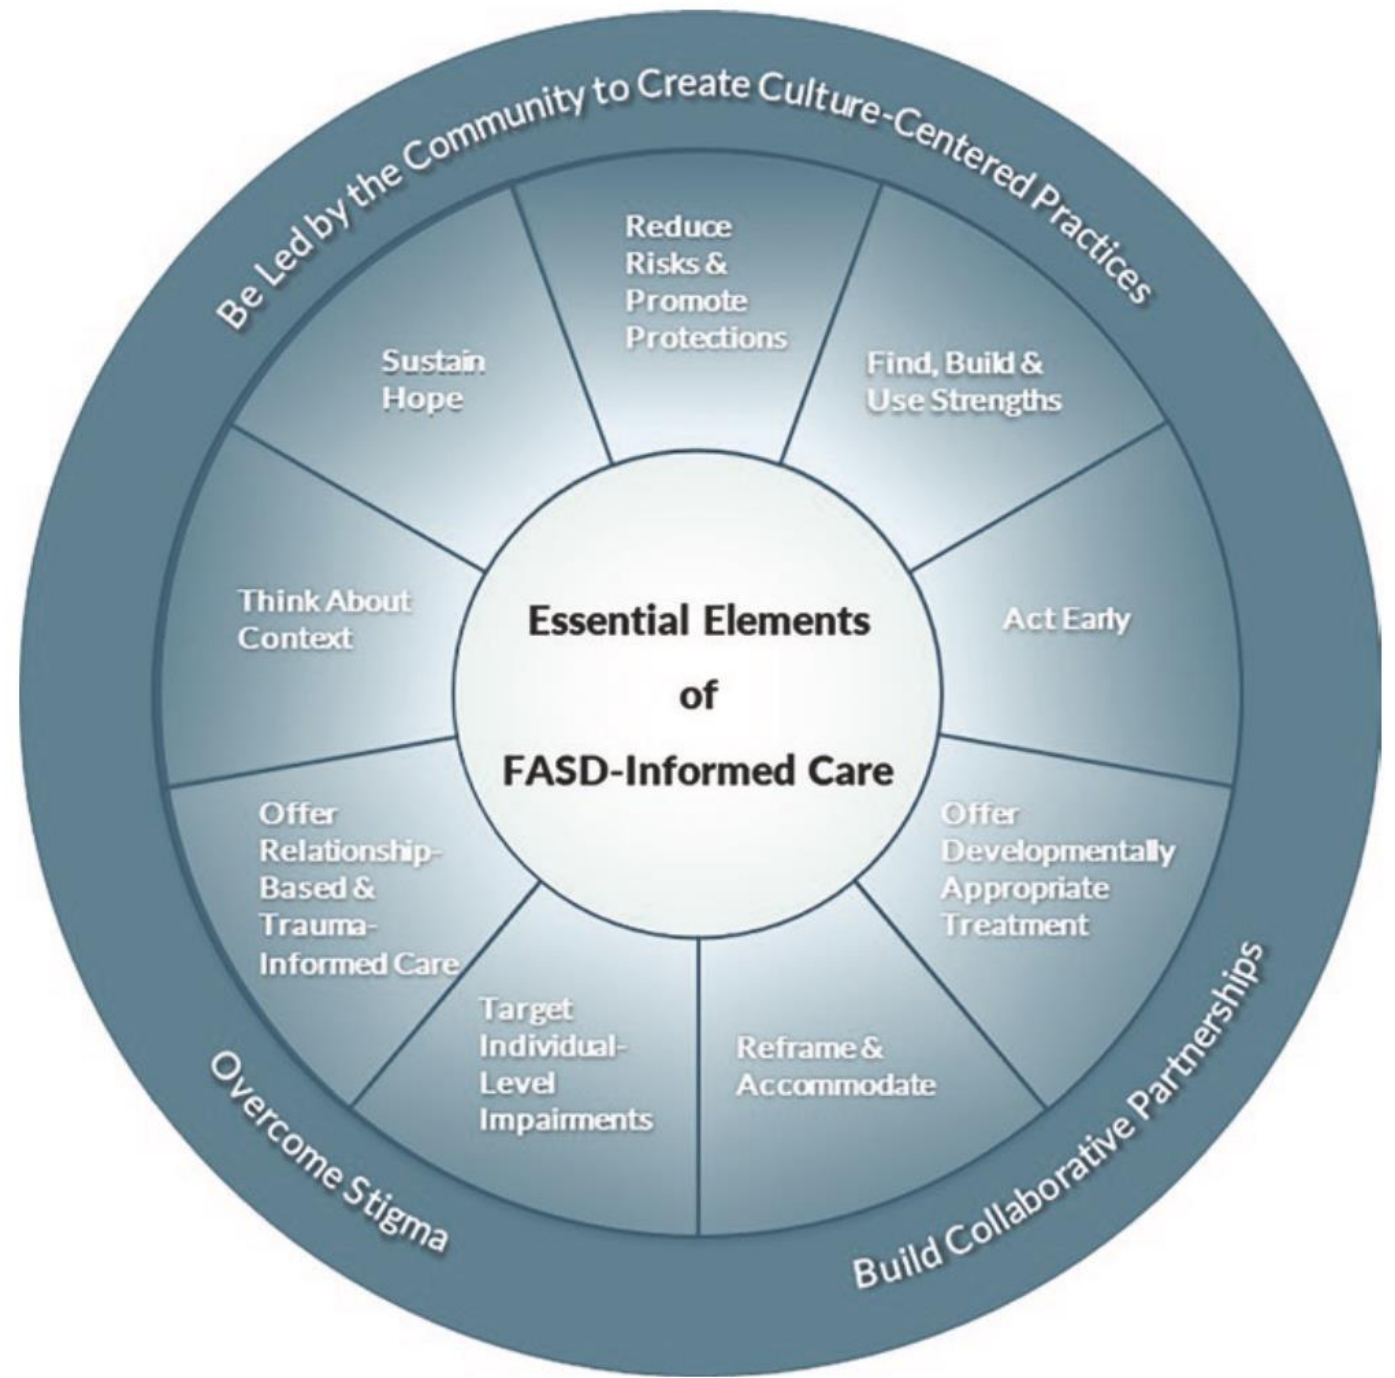 Be Led by the Community to Create Culture-Centered Practices
Reduce
Risks &
Promote
Protections
Find, Build &
Use Strengths
Act Early
Offer
Developmentally
Appropriate
Treatment
Reframe &
Accommodate
Target
Individual-
Level
Impairments
Offer
Relationship-
Based &
Trauma-
Informed Care
Think About
Context
Sustain
Hope
Essential Elements
of
FASD-Informed Care
Build Collaborative Partnerships
Overcome Stigma